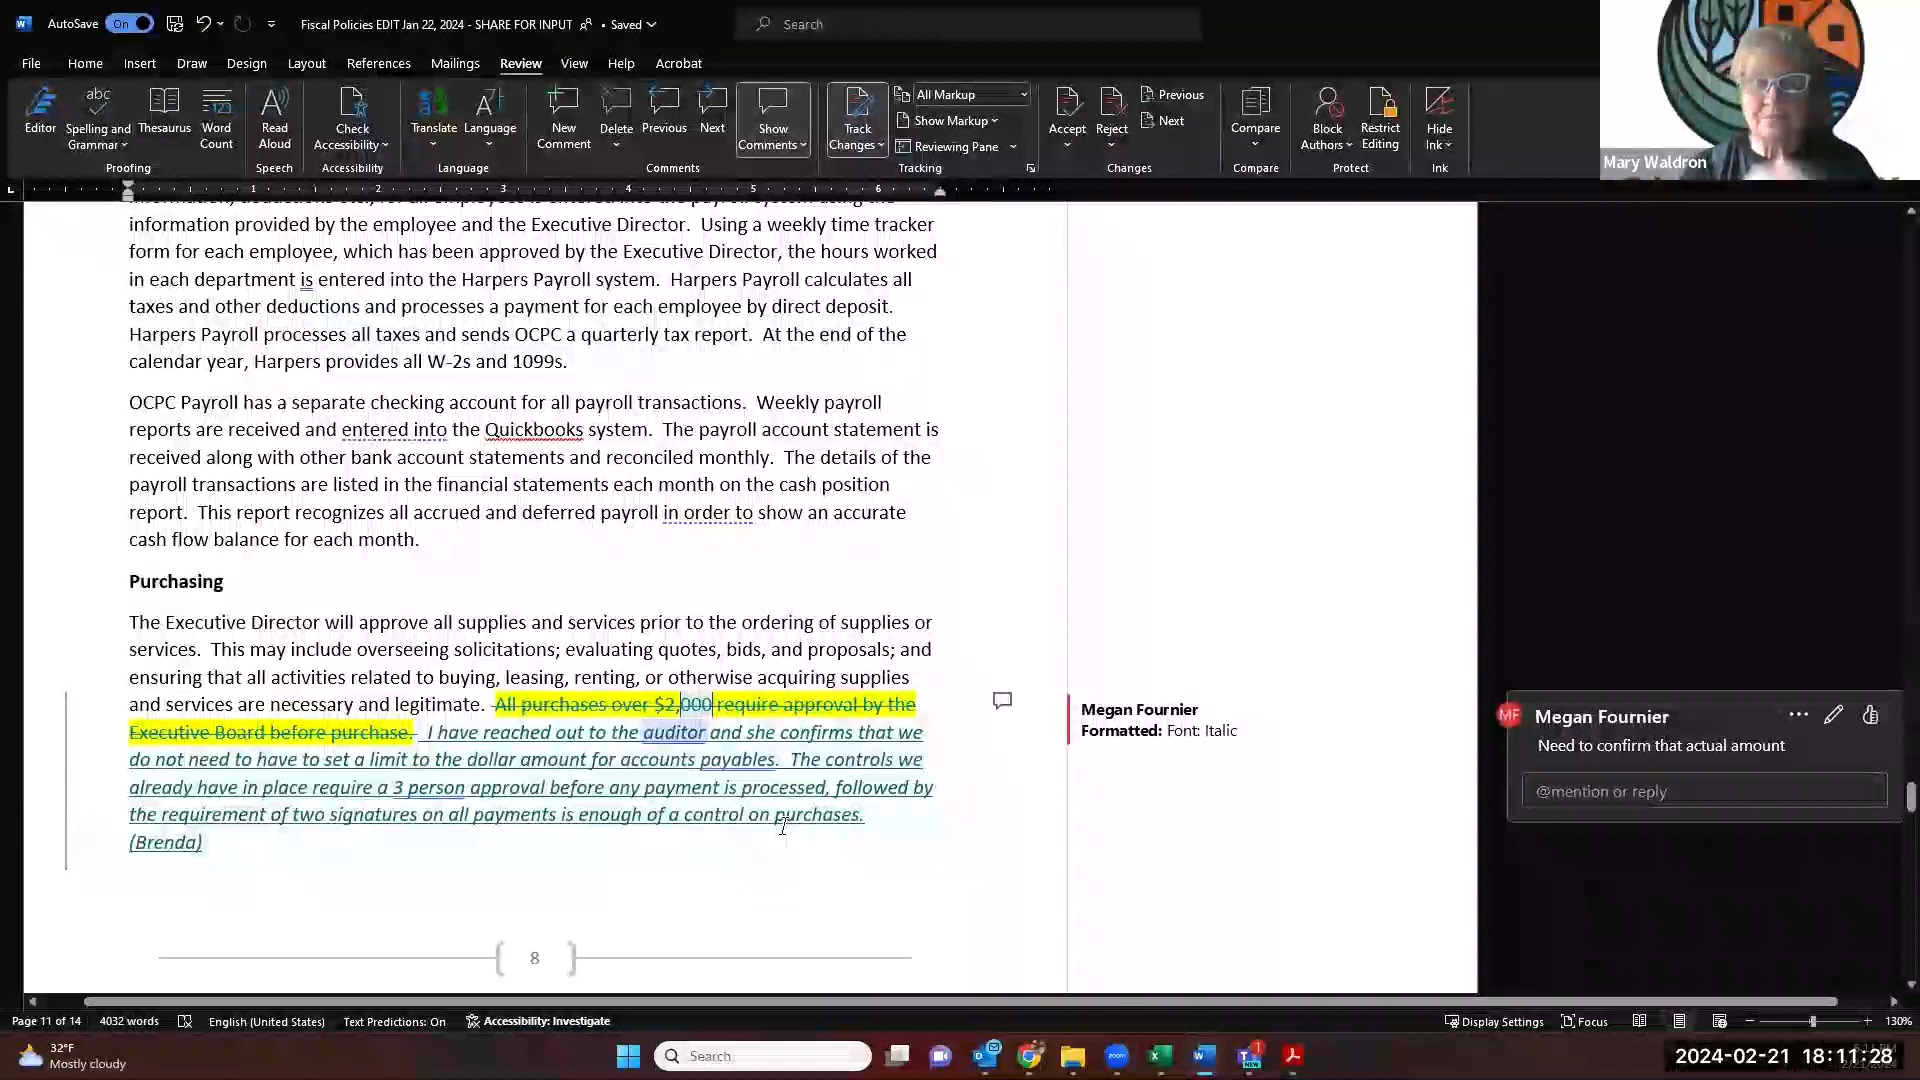 AutoSave On Fiscal Policies EDIT Jan 22, 2024 - SHARE FOR INPUT • Saved Search
File Home Insert Draw Design Layout References Mailings Review View Help Acrobat
Editor
Spelling and Grammar
Thesaurus
Word Count
Read Aloud
Check Accessibility
Translate
Language
New Comment
Delete
Previous
Next
Show Comments
Track Changes
All Markup
Show Markup
Reviewing Pane
Accept
Reject
Previous
Next
Compare
Block Authors
Restrict Editing
Hide Ink
Proofing Speech Accessibility Language Comments Tracking Changes Compare Protect Ink
Mary Waldron
1 2 3 4 5 6
information provided by the employee and the Executive Director. Using a weekly time tracker
form for each employee, which has been approved by the Executive Director, the hours worked
in each department is entered into the Harpers Payroll system. Harpers Payroll calculates all
taxes and other deductions and processes a payment for each employee by direct deposit.
Harpers Payroll processes all taxes and sends OCPC a quarterly tax report. At the end of the
calendar year, Harpers provides all W-2s and 1099s.
OCPC Payroll has a separate checking account for all payroll transactions. Weekly payroll
reports are received and entered into the Quickbooks system. The payroll account statement is
received along with other bank account statements and reconciled monthly. The details of the
payroll transactions are listed in the financial statements each month on the cash position
report. This report recognizes all accrued and deferred payroll in order to show an accurate
cash flow balance for each month.
Purchasing
The Executive Director will approve all supplies and services prior to the ordering of supplies or
services. This may include overseeing solicitations; evaluating quotes, bids, and proposals; and
ensuring that all activities related to buying, leasing, renting, or otherwise acquiring supplies
and services are necessary and legitimate. All purchases over $2,000 require approval by the
Executive Board before purchase. I have reached out to the auditor and she confirms that we
do not need to have to set a limit to the dollar amount for accounts payables. The controls we
already have in place require a 3 person approval before any payment is processed, followed by
the requirement of two signatures on all payments is enough of a control on purchases.
(Brenda)
8
Megan Fournier
Formatted: Font: Italic
MF Megan Fournier
Need to confirm that actual amount
@mention or reply
Page 11 of 14 4032 words English (United States) Text Predictions: On Accessibility: Investigate Display Settings Focus 130%
32°F
Mostly cloudy
Search
zoom
1
NEW
2024-02-21 18:11:28